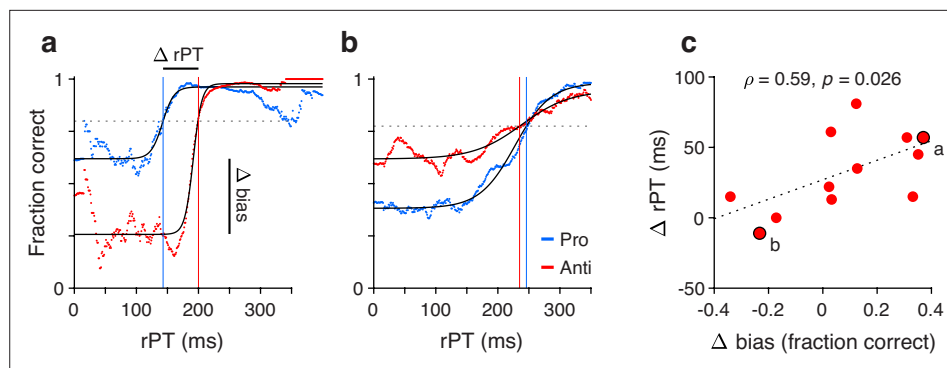 a
Δ rPT
1
Fraction correct
Δ bias
0
0
100
200
300
rPT (ms)
b
1
Pro
Anti
0
0
100
200
300
rPT (ms)
c
100
ρ = 0.59, p = 0.026
50
a
Δ rPT (ms)
0
b
-50
-0.4
-0.2
0
0.2
0.4
Δ bias (fraction correct)